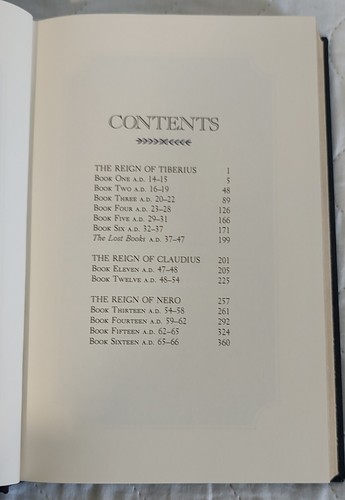 CONTENTS
THE REIGN OF TIBERIUS 1
BOOK ONE A.D. 14–15 5
BOOK TWO A.D. 16–19 48
BOOK THREE A.D. 20–22 89
BOOK FOUR A.D. 23–28 126
BOOK FIVE A.D. 29–31 166
BOOK SIX A.D. 32–37 171
The Lost Books A.D. 37–47 199
THE REIGN OF CLAUDIUS 201
BOOK ELEVEN A.D. 47–48 205
BOOK TWELVE A.D. 48–54 225
THE REIGN OF NERO 257
BOOK THIRTEEN A.D. 54–58 261
BOOK FOURTEEN A.D. 59–62 292
BOOK FIFTEEN A.D. 62–65 324
BOOK SIXTEEN A.D. 65–66 360